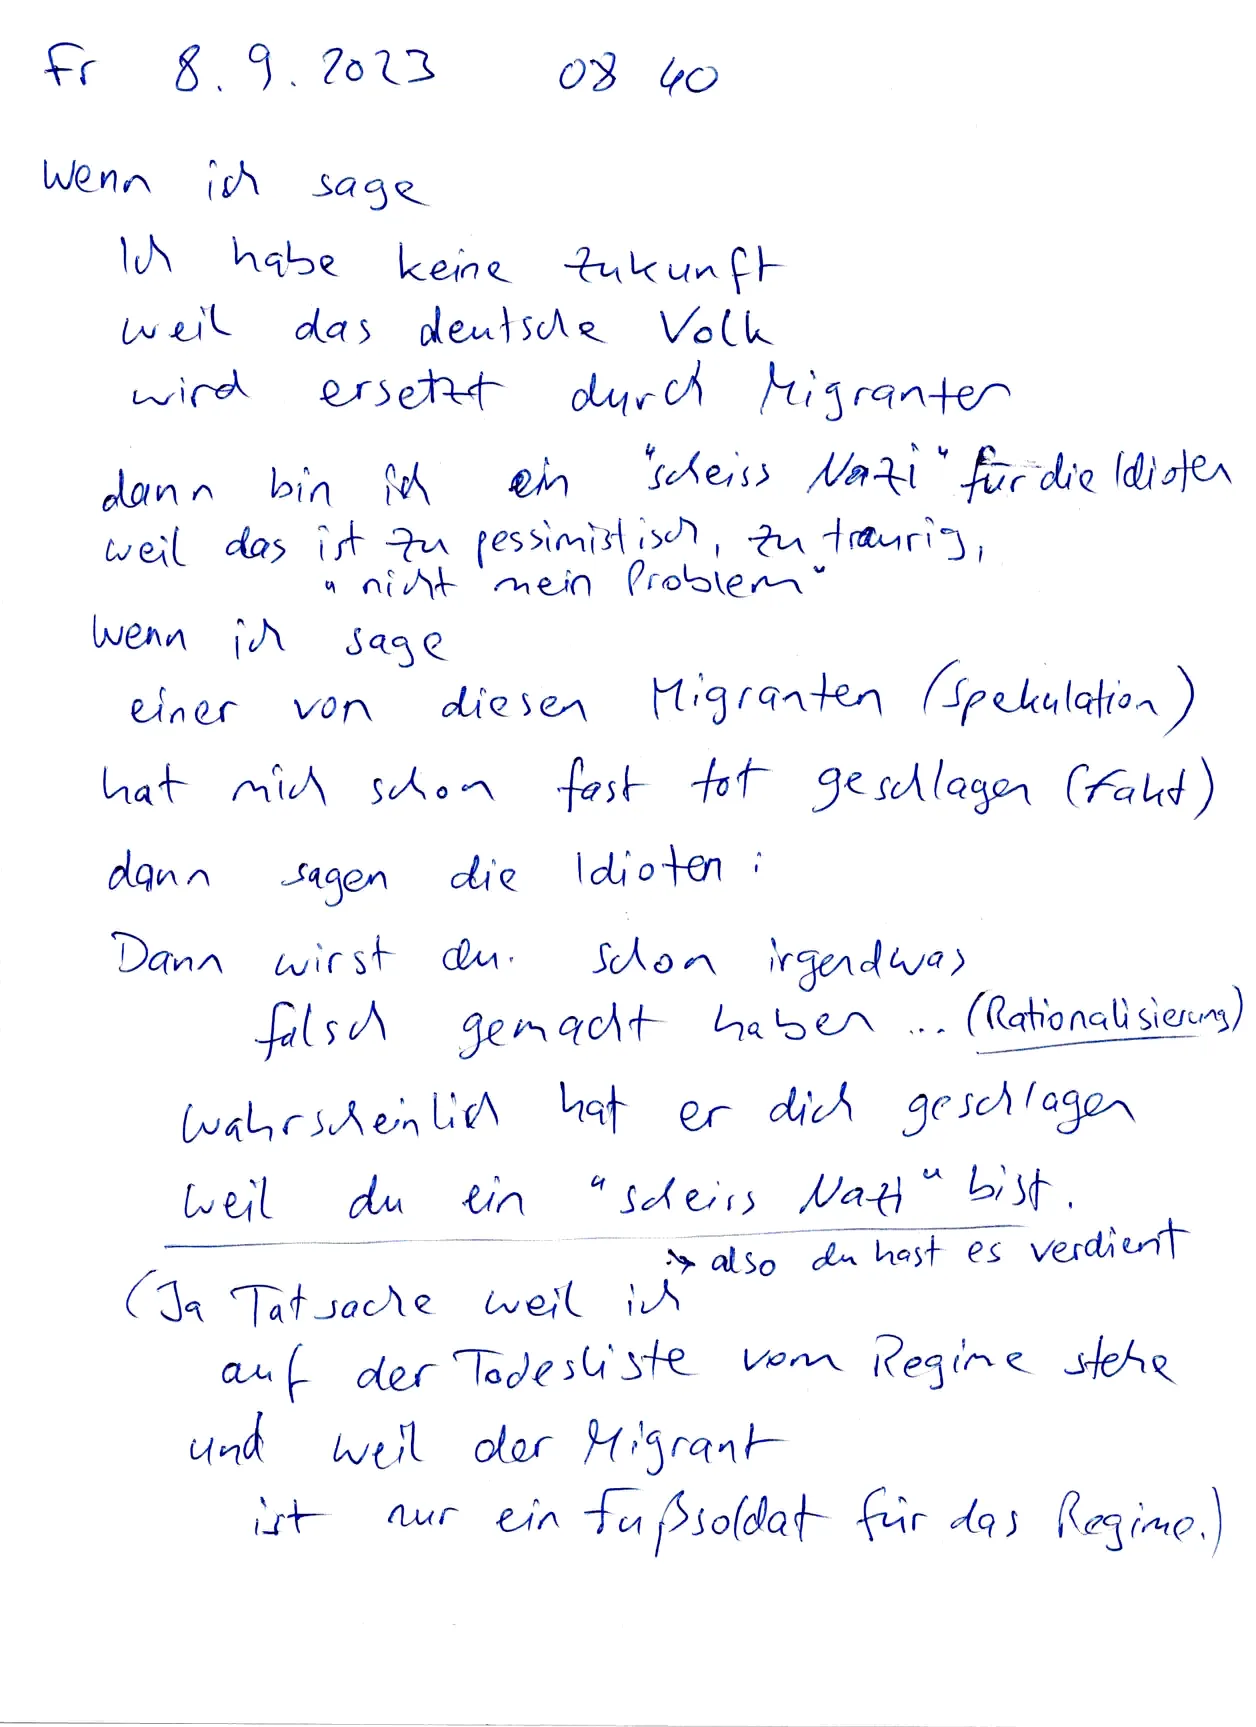 Fr 8.9.2023 08 40
Wenn ich sage
Ich habe keine Zukunft
weil das deutsche Volk
wird ersetzt durch Migranten
dann bin ich ein "scheiss Nazi" für die Idioten
weil das ist zu pessimistisch, zu traurig,
"nicht mein Problem"
Wenn ich sage
einer von diesen Migranten (Spekulation)
hat mich schon fast tot geschlagen (Fakt)
dann sagen die Idioten:
Dann wirst du schon irgendwas
falsch gemacht haben ... (Rationalisierung)
Wahrscheinlich hat er dich geschlagen
weil du ein "scheiss Nazi" bist.
→ also du hast es verdient
(Ja Tatsache weil ich
auf der Todesliste vom Regime stehe
und weil der Migrant
ist nur ein Fußsoldat für das Regime.)